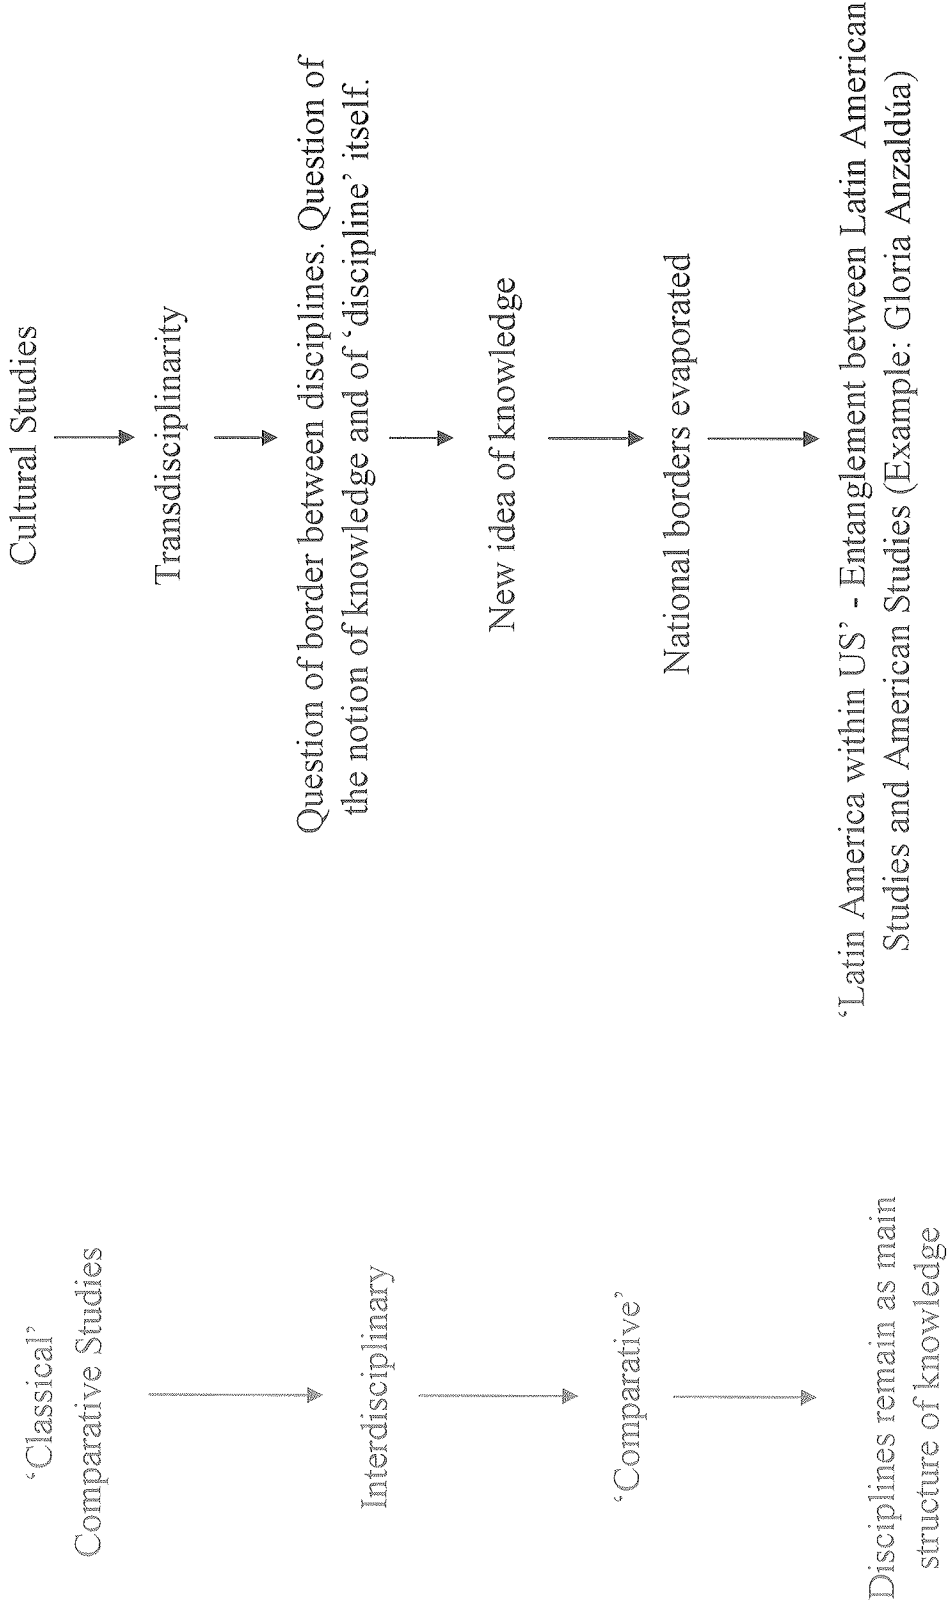 ‘Classical’
Comparative Studies
Interdisciplinary
‘Comparative’
Disciplines remain as main
structure of knowledge
Cultural Studies
Transdisciplinarity
Question of border between disciplines. Question of
the notion of knowledge and of ‘discipline’ itself.
New idea of knowledge
National borders evaporated
‘Latin America within US’ - Entanglement between Latin American
Studies and American Studies (Example: Gloria Anzaldúa)